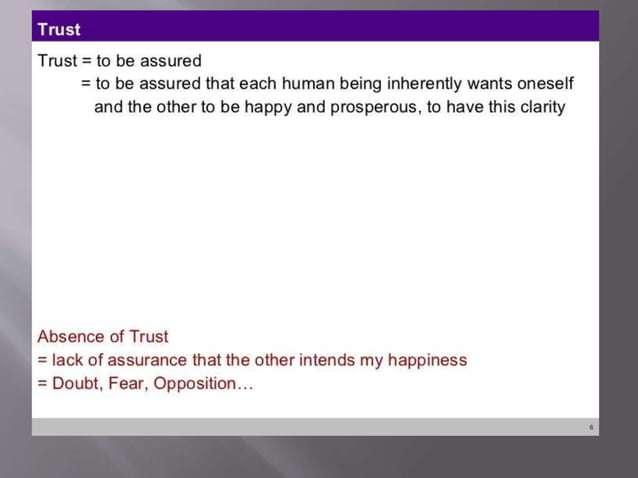 Trust
Trust = to be assured
= to be assured that each human being inherently wants oneself
and the other to be happy and prosperous, to have this clarity
Absence of Trust
= lack of assurance that the other intends my happiness
= Doubt, Fear, Opposition…
6